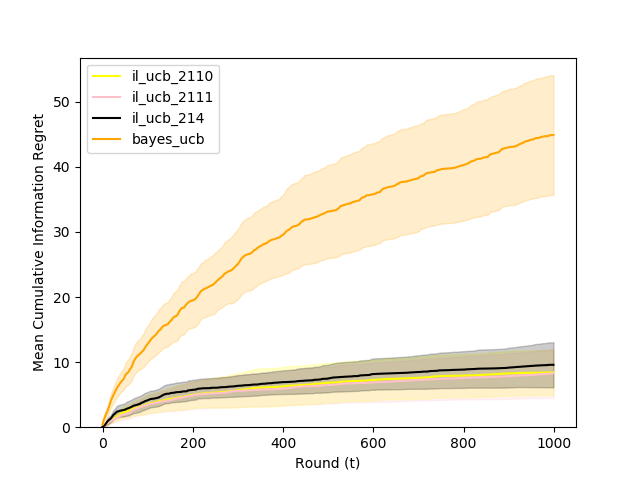 il_ucb_2110
il_ucb_2111
il_ucb_214
bayes_ucb
Mean Cumulative Information Regret
50
40
30
20
10
0
0 200 400 600 800 1000
Round (t)